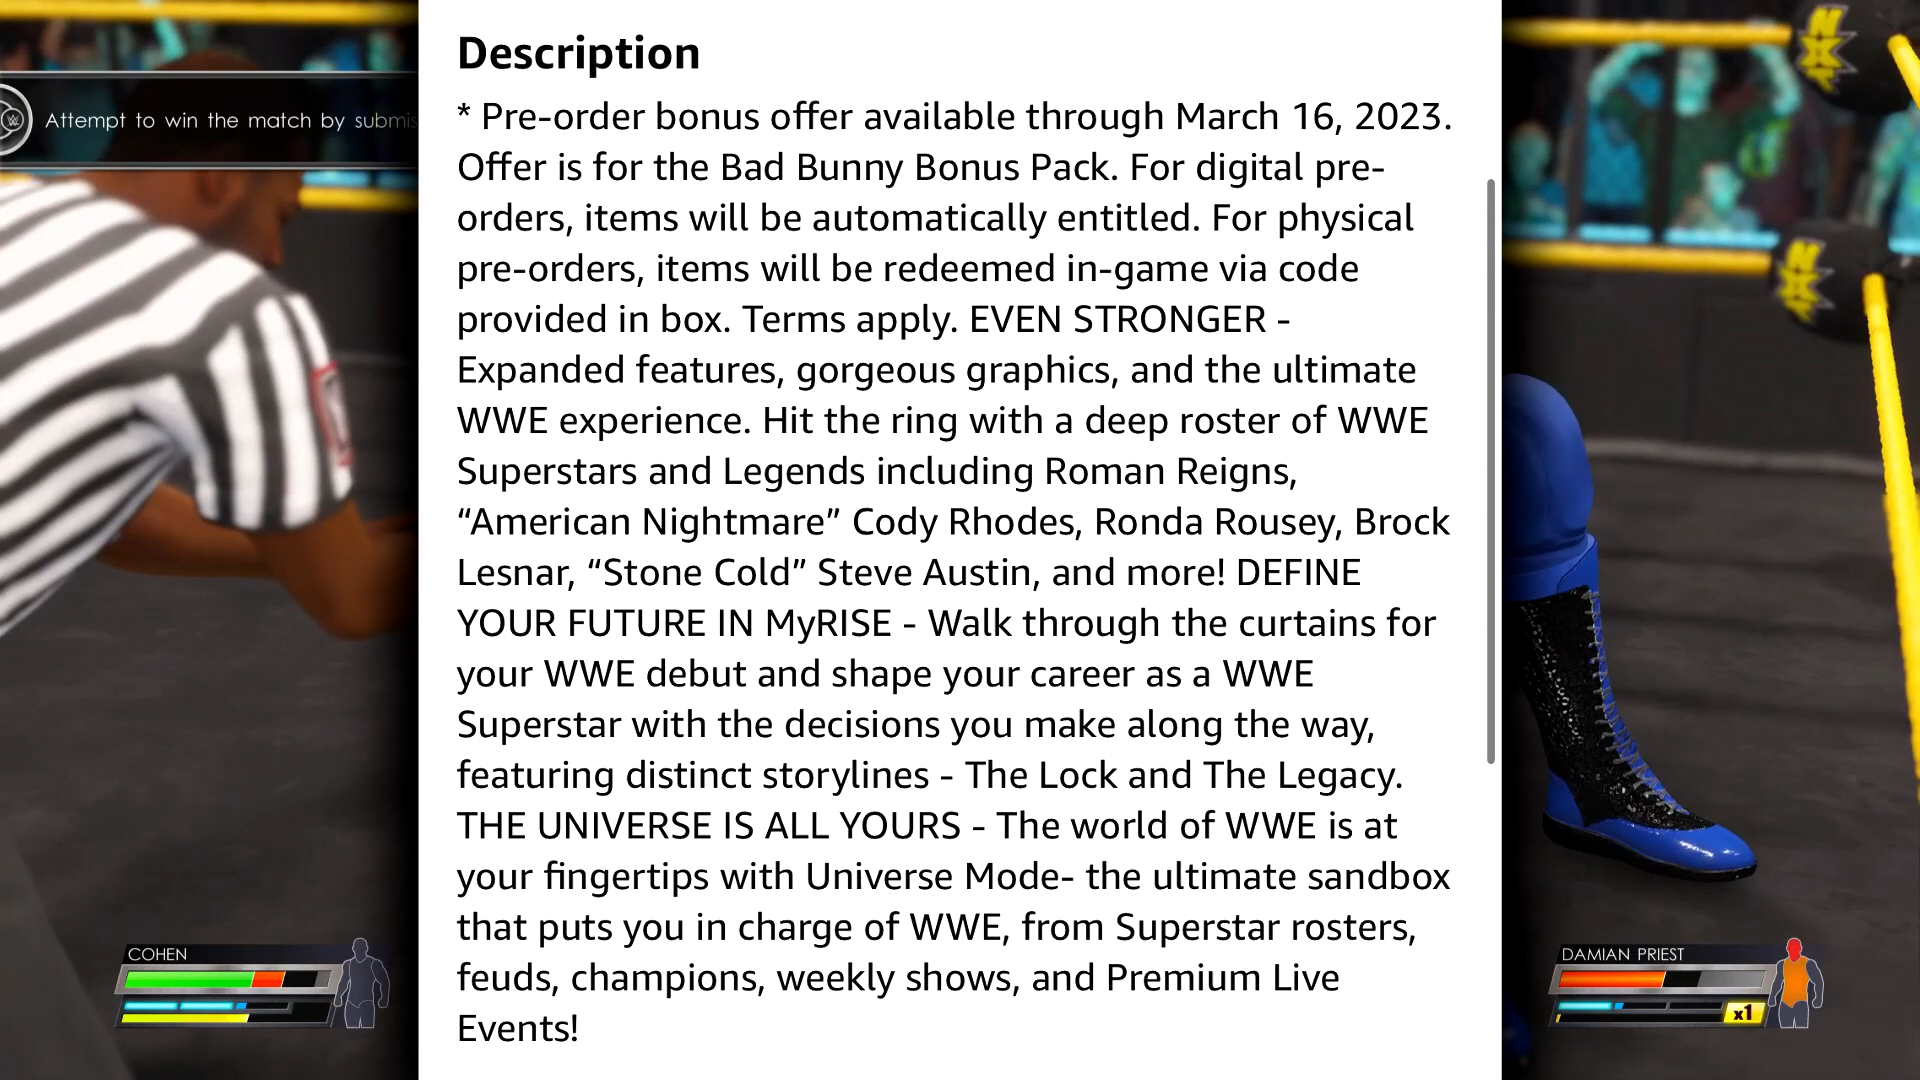 Description
* Pre-order bonus offer available through March 16, 2023.
Offer is for the Bad Bunny Bonus Pack. For digital pre-
orders, items will be automatically entitled. For physical
pre-orders, items will be redeemed in-game via code
provided in box. Terms apply. EVEN STRONGER -
Expanded features, gorgeous graphics, and the ultimate
WWE experience. Hit the ring with a deep roster of WWE
Superstars and Legends including Roman Reigns,
“American Nightmare” Cody Rhodes, Ronda Rousey, Brock
Lesnar, “Stone Cold” Steve Austin, and more! DEFINE
YOUR FUTURE IN MyRISE - Walk through the curtains for
your WWE debut and shape your career as a WWE
Superstar with the decisions you make along the way,
featuring distinct storylines - The Lock and The Legacy.
THE UNIVERSE IS ALL YOURS - The world of WWE is at
your fingertips with Universe Mode- the ultimate sandbox
that puts you in charge of WWE, from Superstar rosters,
feuds, champions, weekly shows, and Premium Live
Events!
Attempt to win the match by submis
COHEN
DAMIAN PRIEST
x1
NXT
NXT